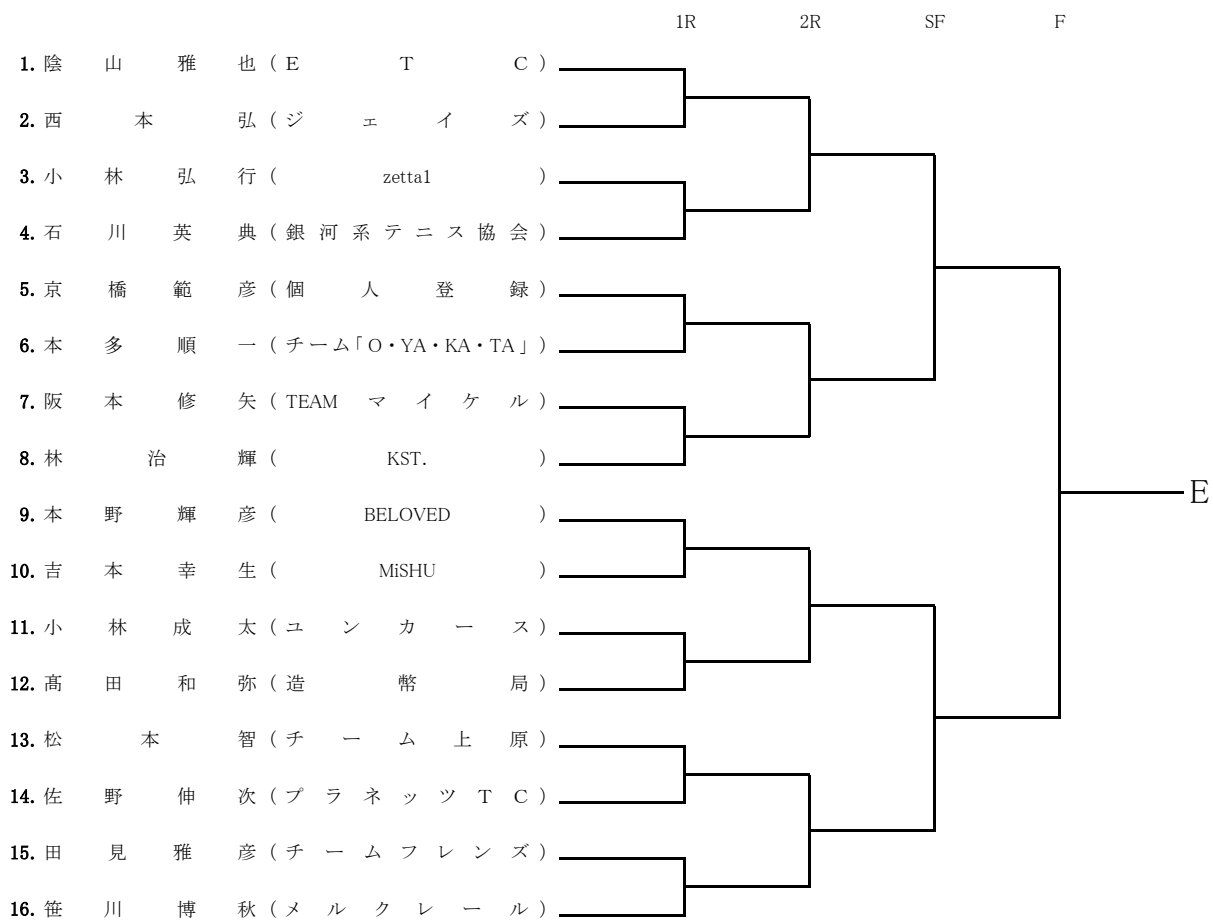 1R 2R SF F
1. 陰山雅也 (ETC)
2. 西本弘 (ジェイズ)
3. 小林弘行 (zetta1)
4. 石川英典 (銀河系テニス協会)
5. 京橋範彦 (個人登録)
6. 本多順一 (チーム「O・YA・KA・TA」)
7. 阪本修矢 (TEAMマイケル)
8. 林治輝 (KST.)
E
9. 本野輝彦 (BELOVED)
10. 吉本幸生 (MiSHU)
11. 小林成太 (ユンカース)
12. 髙田和弥 (造幣局)
13. 松本智 (チーム上原)
14. 佐野伸次 (プラネッツTC)
15. 田見雅彦 (チームフレンズ)
16. 笹川博秋 (メルクレール)